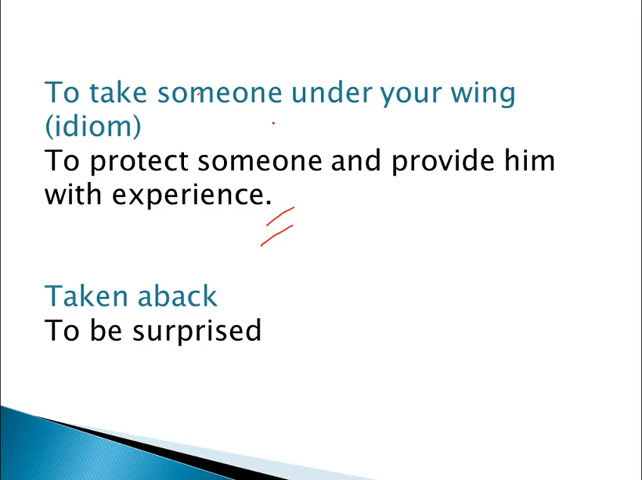 To take someone under your wing
(idiom)
To protect someone and provide him
with experience.
Taken aback
To be surprised